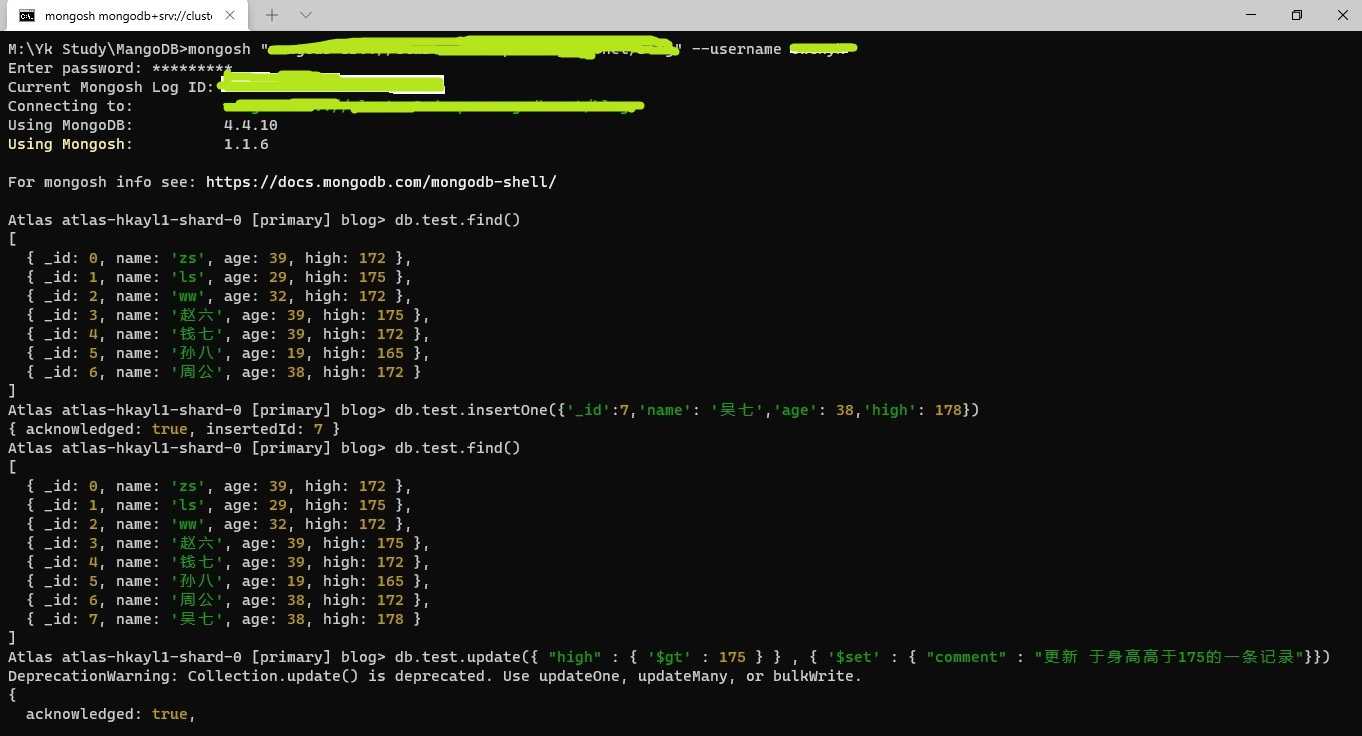 mongosh mongodb+srv://clust
M:\Yk Study\MangoDB>mongosh " " --username
Enter password: *********
Current Mongosh Log ID:
Connecting to:
Using MongoDB: 4.4.10
Using Mongosh: 1.1.6
For mongosh info see: https://docs.mongodb.com/mongodb-shell/
Atlas atlas-hkayl1-shard-0 [primary] blog> db.test.find()
[
{ _id: 0, name: 'zs', age: 39, high: 172 },
{ _id: 1, name: 'ls', age: 29, high: 175 },
{ _id: 2, name: 'ww', age: 32, high: 172 },
{ _id: 3, name: '赵六', age: 39, high: 175 },
{ _id: 4, name: '钱七', age: 39, high: 172 },
{ _id: 5, name: '孙八', age: 19, high: 165 },
{ _id: 6, name: '周公', age: 38, high: 172 }
]
Atlas atlas-hkayl1-shard-0 [primary] blog> db.test.insertOne({'_id':7,'name': '吴七','age': 38,'high': 178})
{ acknowledged: true, insertedId: 7 }
Atlas atlas-hkayl1-shard-0 [primary] blog> db.test.find()
[
{ _id: 0, name: 'zs', age: 39, high: 172 },
{ _id: 1, name: 'ls', age: 29, high: 175 },
{ _id: 2, name: 'ww', age: 32, high: 172 },
{ _id: 3, name: '赵六', age: 39, high: 175 },
{ _id: 4, name: '钱七', age: 39, high: 172 },
{ _id: 5, name: '孙八', age: 19, high: 165 },
{ _id: 6, name: '周公', age: 38, high: 172 },
{ _id: 7, name: '吴七', age: 38, high: 178 }
]
Atlas atlas-hkayl1-shard-0 [primary] blog> db.test.update({ "high" : { '$gt' : 175 } } , { '$set' : { "comment" : "更新 于身高高于175的一条记录"}})
DeprecationWarning: Collection.update() is deprecated. Use updateOne, updateMany, or bulkWrite.
{
acknowledged: true,